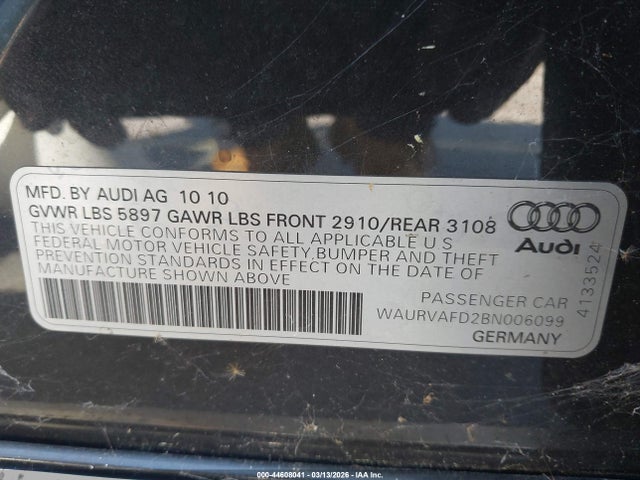 MFD. BY AUDI AG 10 10
GVWR LBS 5897 GAWR LBS FRONT 2910/REAR 3108
THIS VEHICLE CONFORMS TO ALL APPLICABLE U S
FEDERAL MOTOR VEHICLE SAFETY,BUMPER AND THEFT
PREVENTION STANDARDS IN EFFECT ON THE DATE OF
MANUFACTURE SHOWN ABOVE
Audi
4133524
PASSENGER CAR
WAURVAFD2BN006099
GERMANY
000-44608041 - 03/13/2026 - IAA Inc.